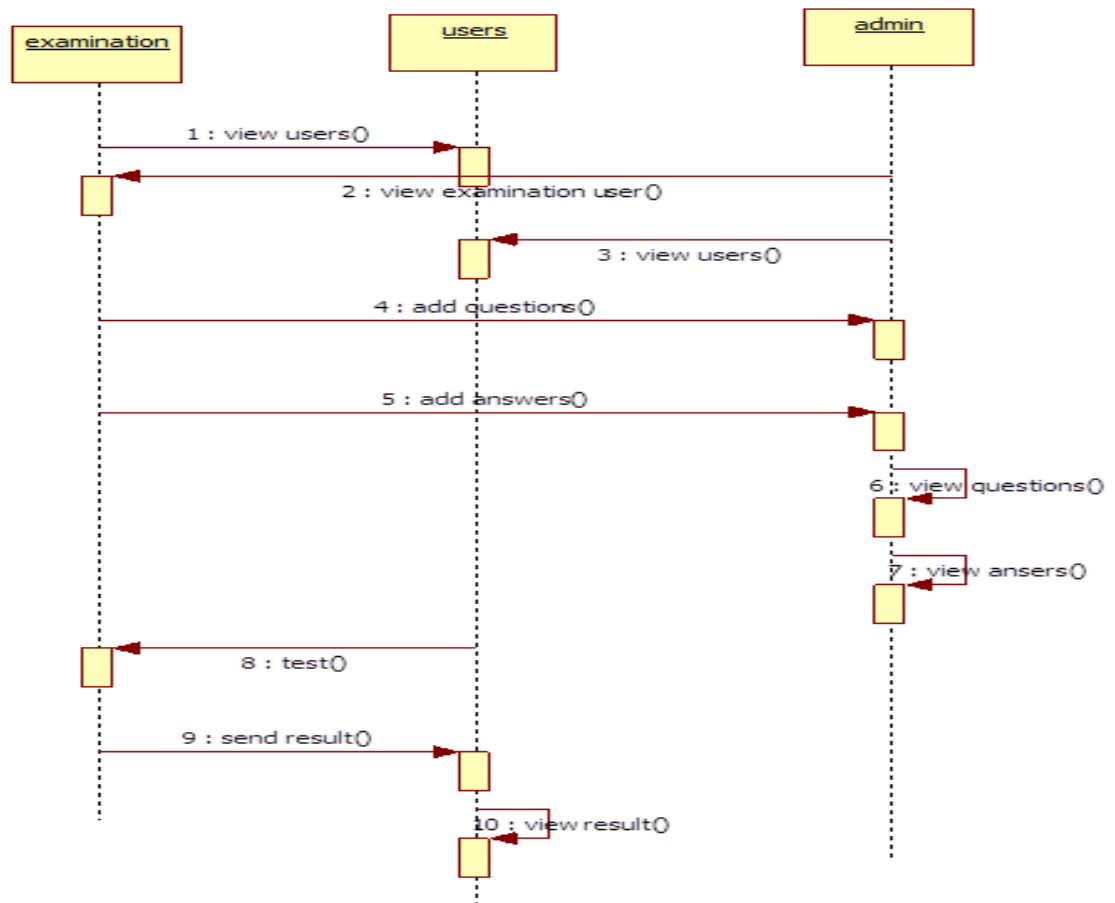 examination
users
admin
1 : view users()
2 : view examination user()
3 : view users()
4 : add questions()
5 : add answers()
6 : view questions()
7 : view ansers()
8 : test()
9 : send result()
10 : view result()